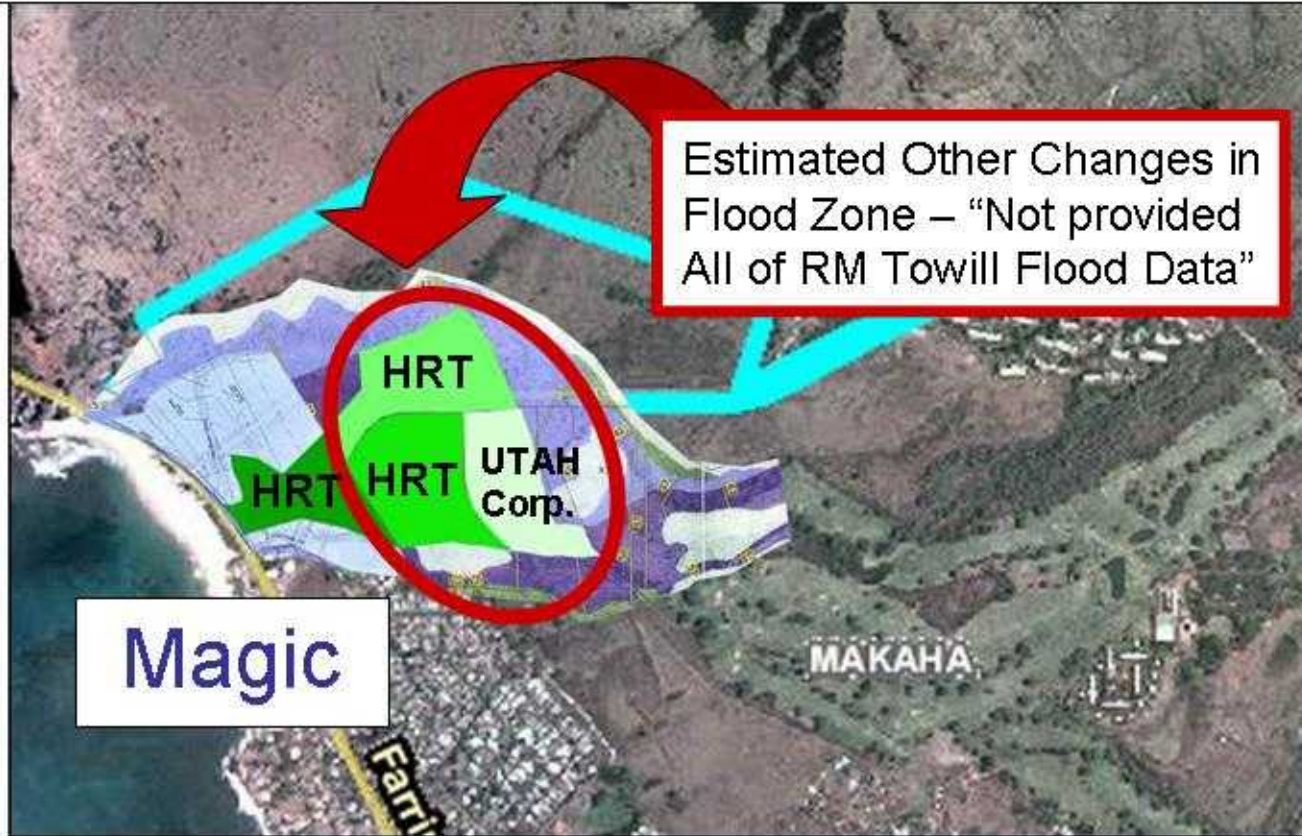 Estimated Other Changes in
Flood Zone – “Not provided
All of RM Towill Flood Data”
HRT
HRT
HRT
UTAH
Corp.
MAKAHA
Magic
Farri